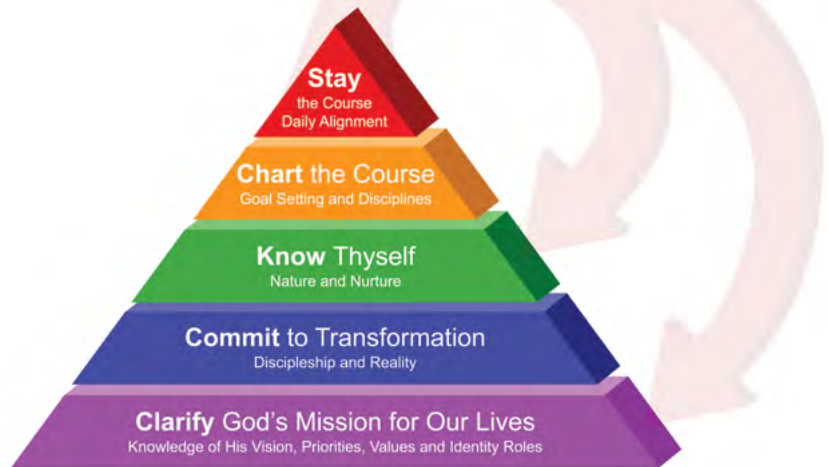 Stay
the Course
Daily Alignment
Chart the Course
Goal Setting and Disciplines
Know Thyself
Nature and Nurture
Commit to Transformation
Discipleship and Reality
Clarify God's Mission for Our Lives
Knowledge of His Vision, Priorities, Values and Identity Roles